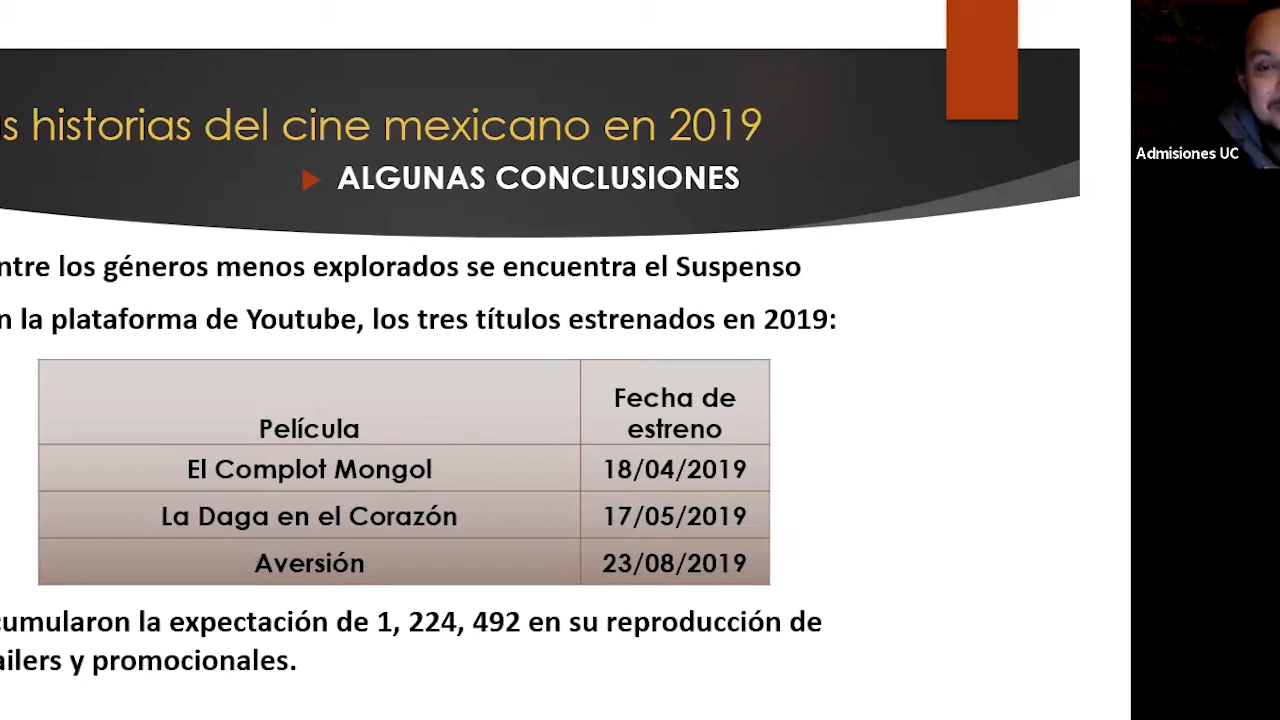 s historias del cine mexicano en 2019
ALGUNAS CONCLUSIONES
Admisiones UC
ntre los géneros menos explorados se encuentra el Suspenso
n la plataforma de Youtube, los tres títulos estrenados en 2019:
Película Fecha de estreno
El Complot Mongol 18/04/2019
La Daga en el Corazón 17/05/2019
Aversión 23/08/2019
cumularon la expectación de 1, 224, 492 en su reproducción de
ailers y promocionales.